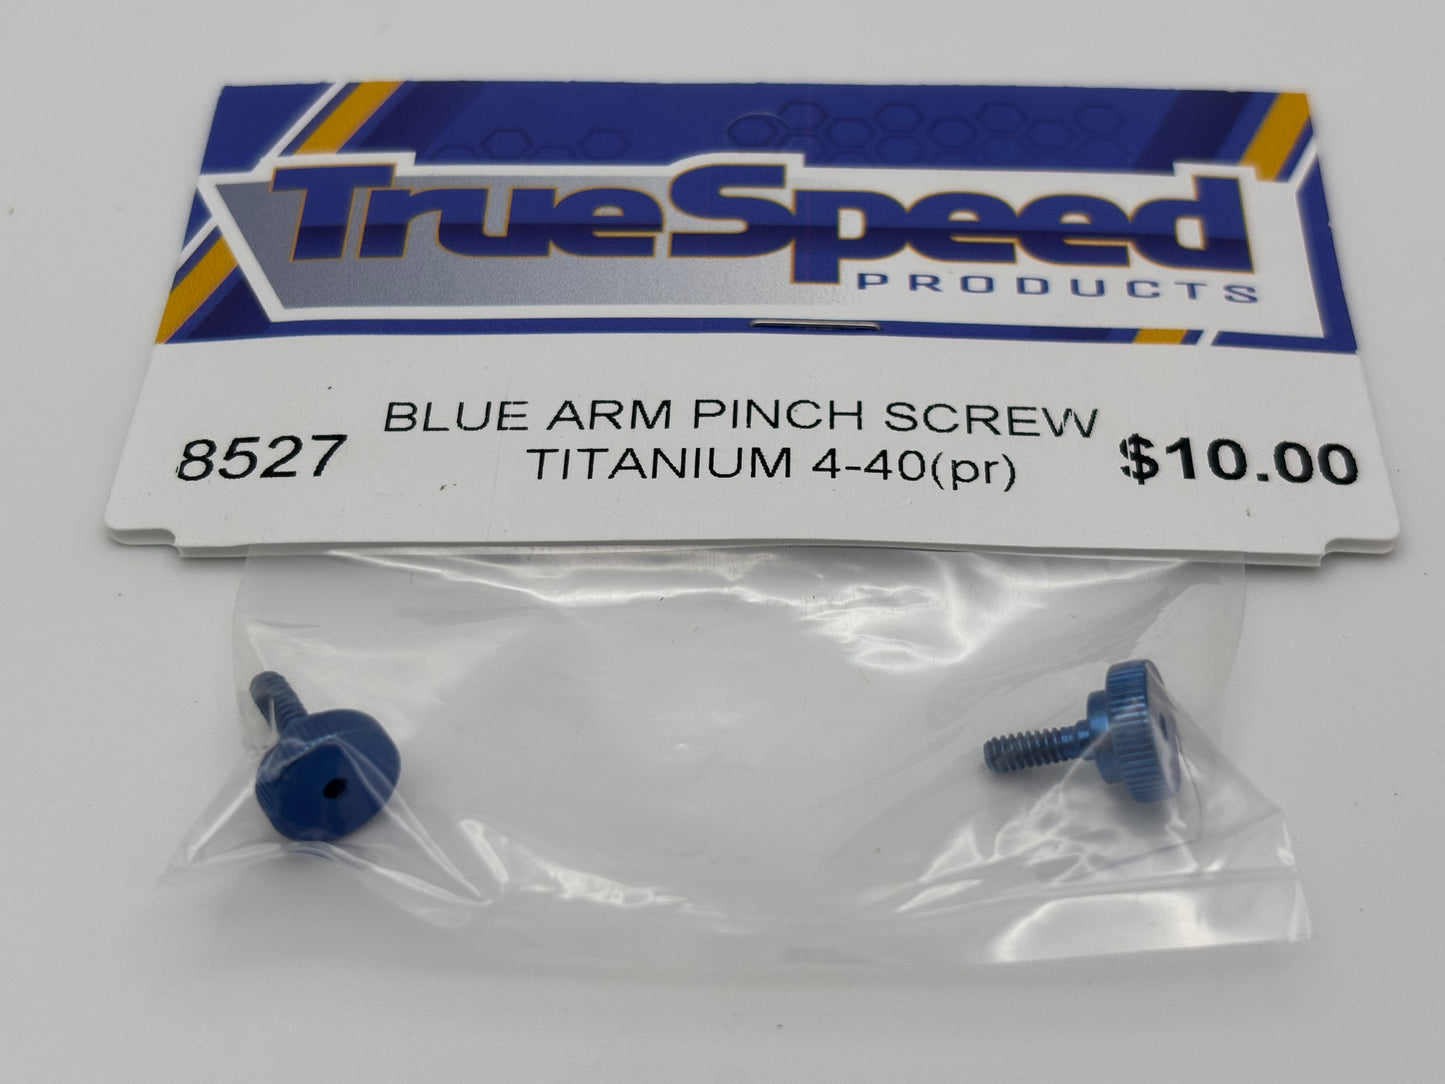 TrueSpeed
PRODUCTS
BLUE ARM PINCH SCREW
8527 TITANIUM 4-40(pr) $10.00